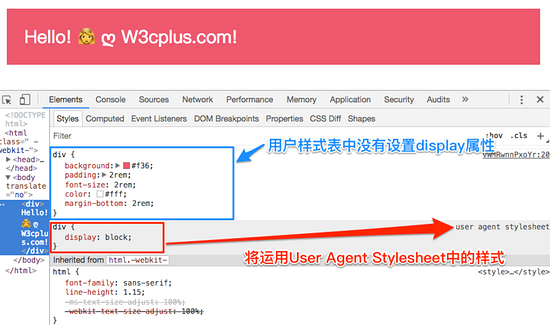 Hello! 👸 ღ W3cplus.com!
Elements Console Sources Network Performance Memory Application Security Audits
Styles Computed Event Listeners DOM Breakpoints Properties CSS Diff Shapes
Filter
:hov .cls +
<!DOCTYPE
html>
<html
class=" -
webkit-">
▶<head>…
</head>
▼<body
translate
="no">
<div>
Hello!
👸 ღ
W3cpl
us.com!
</div>
</body>
</html>
div {
background: ▶ #f36;
padding: ▶ 2rem;
font-size: 2rem;
color: #fff;
margin-bottom: 2rem;
}
用户样式表中没有设置display属性
div {
display: block;
}
user agent stylesheet
将运用User Agent Stylesheet中的样式
Inherited from html.-webkit-
html {
<style>…</style>
font-family: sans-serif;
line-height: 1.15;
-ms-text-size-adjust: 100%;
-webkit-text-size-adjust: 100%;
}